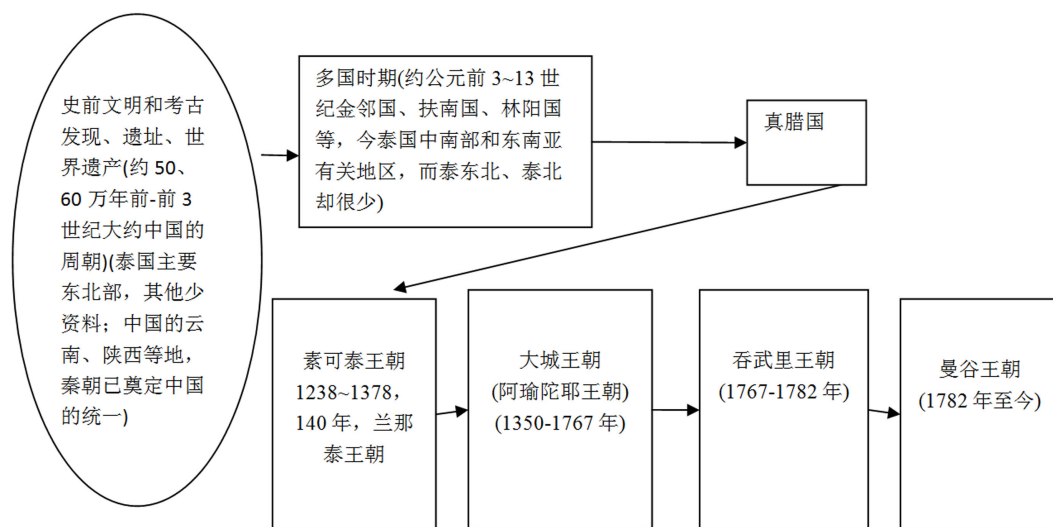 史前文明和考古
发现、遗址、世
界遗产(约50、
60 万年前-前 3
世纪大约中国的
周朝)(泰国主要
东北部，其他少
资料；中国的云
南、陕西等地，
秦朝已奠定中国
的统一)
多国时期(约公元前 3~13 世
纪金邻国、扶南国、林阳国
等，今泰国中南部和东南亚
有关地区，而泰东北、泰北
却很少)
真腊国
素可泰王朝
1238~1378，
140 年，兰那
泰王朝
大城王朝
(阿瑜陀耶王朝)
(1350-1767 年)
吞武里王朝
(1767-1782 年)
曼谷王朝
(1782 年至今)